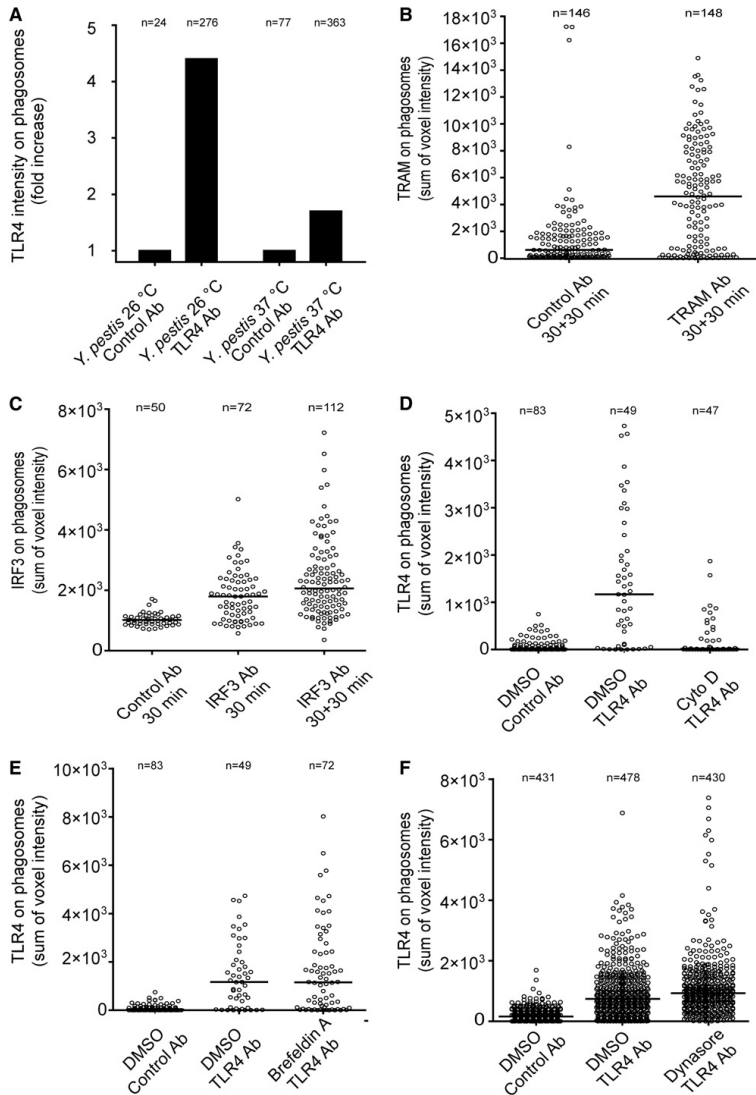 A
n=24 n=276 n=77 n=363
TLR4 intensity on phagosomes
(fold increase)
5
4
3
2
1
Y. pestis 26 °C
Control Ab
Y. pestis 26 °C
TLR4 Ab
Y. pestis 37 °C
Control Ab
Y. pestis 37 °C
TLR4 Ab
B
n=146 n=148
TRAM on phagosomes
(sum of voxel intensity)
18×10³
16×10³
14×10³
12×10³
10×10³
8×10³
6×10³
4×10³
2×10³
0
Control Ab
30+30 min
TRAM Ab
30+30 min
C
n=50 n=72 n=112
IRF3 on phagosomes
(sum of voxel intensity)
8×10³
6×10³
4×10³
2×10³
0
Control Ab
30 min
IRF3 Ab
30 min
IRF3 Ab
30+30 min
D
n=83 n=49 n=47
TLR4 on phagosomes
(sum of voxel intensity)
5×10³
4×10³
3×10³
2×10³
1×10³
0
DMSO
Control Ab
DMSO
TLR4 Ab
Cyto D
TLR4 Ab
E
n=83 n=49 n=72
TLR4 on phagosomes
(sum of voxel intensity)
10×10³
8×10³
6×10³
4×10³
2×10³
0
DMSO
Control Ab
DMSO
TLR4 Ab
Brefeldin A
TLR4 Ab
F
n=431 n=478 n=430
TLR4 on phagosomes
(sum of voxel intensity)
8×10³
6×10³
4×10³
2×10³
0
DMSO
Control Ab
DMSO
TLR4 Ab
Dynasore
TLR4 Ab